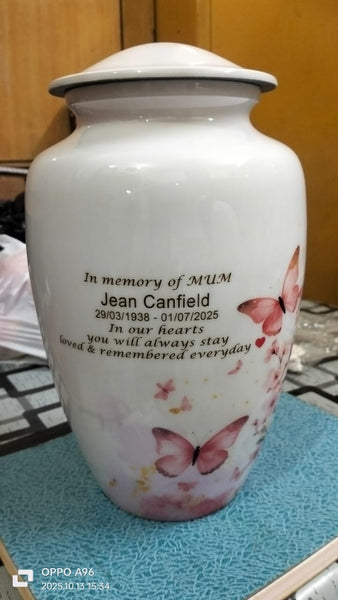 In memory of MUM
Jean Canfield
29/03/1938 - 01/07/2025
In our hearts
you will always stay
loved & remembered everyday
OPPO A96
2025.10.13 15:34